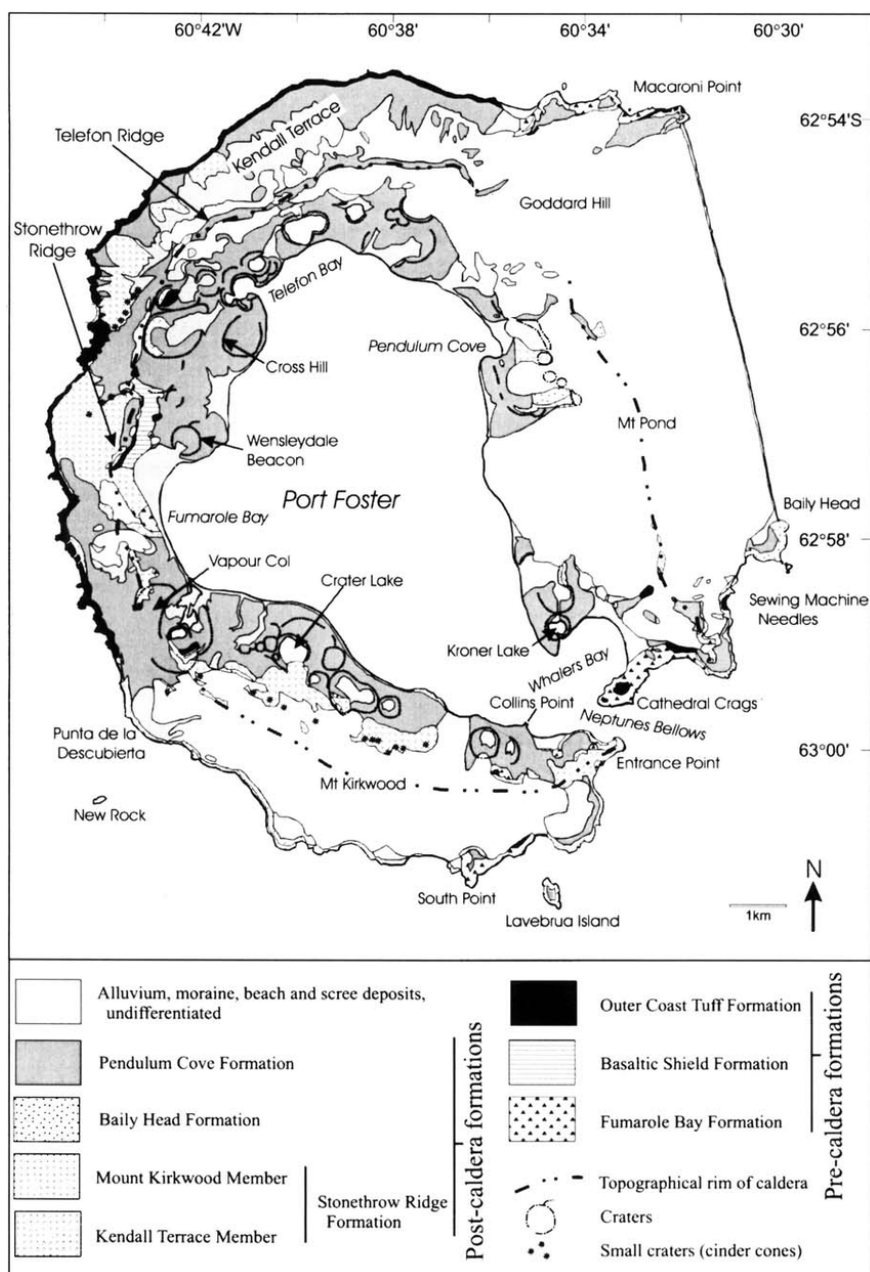 60°42'W
60°38'
60°34'
60°30'
Macaroni Point
62°54'S
Telefon Ridge
Kendall Terrace
Goddard Hill
Stonethrow
Ridge
Telefon Bay
62°56'
Pendulum Cove
Cross Hill
Mt Pond
Wensleydale
Beacon
Port Foster
Baily Head
Fumarole Bay
62°58'
Vapour Col
Crater Lake
Sewing Machine
Needles
Kroner Lake
Whalers Bay
Cathedral Crags
Collins Point
Neptunes Bellows
Punta de la
Descubierta
63°00'
Entrance Point
Mt Kirkwood
New Rock
N
South Point
1km
Lavebrua Island
Alluvium, moraine, beach and scree deposits,
undifferentiated
Pendulum Cove Formation
Baily Head Formation
Mount Kirkwood Member
Kendall Terrace Member
Stonethrow Ridge
Formation
Post-caldera formations
Outer Coast Tuff Formation
Basaltic Shield Formation
Fumarole Bay Formation
Pre-caldera formations
Topographical rim of caldera
Craters
Small craters (cinder cones)